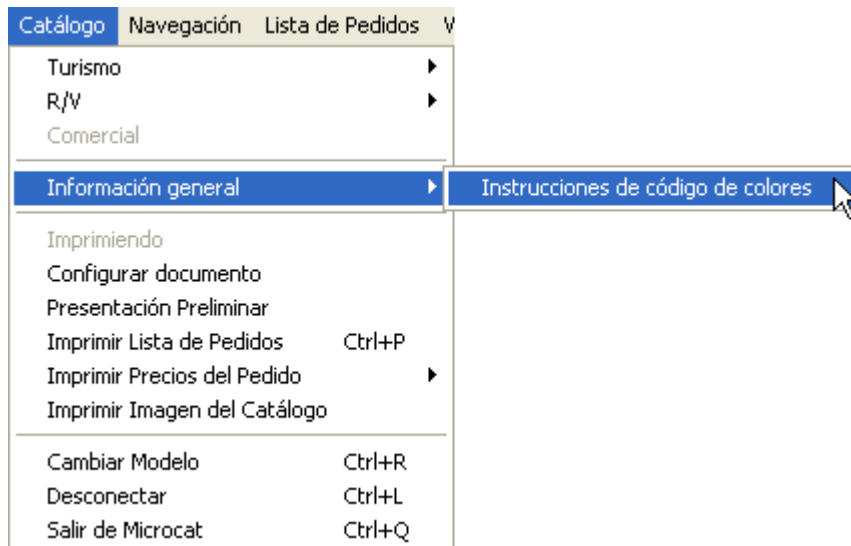 Catálogo Navegación Lista de Pedidos
Turismo
R/V
Comercial
Información general
Instrucciones de código de colores
Imprimiendo
Configurar documento
Presentación Preliminar
Imprimir Lista de Pedidos Ctrl+P
Imprimir Precios del Pedido
Imprimir Imagen del Catálogo
Cambiar Modelo Ctrl+R
Desconectar Ctrl+L
Salir de Microcat Ctrl+Q